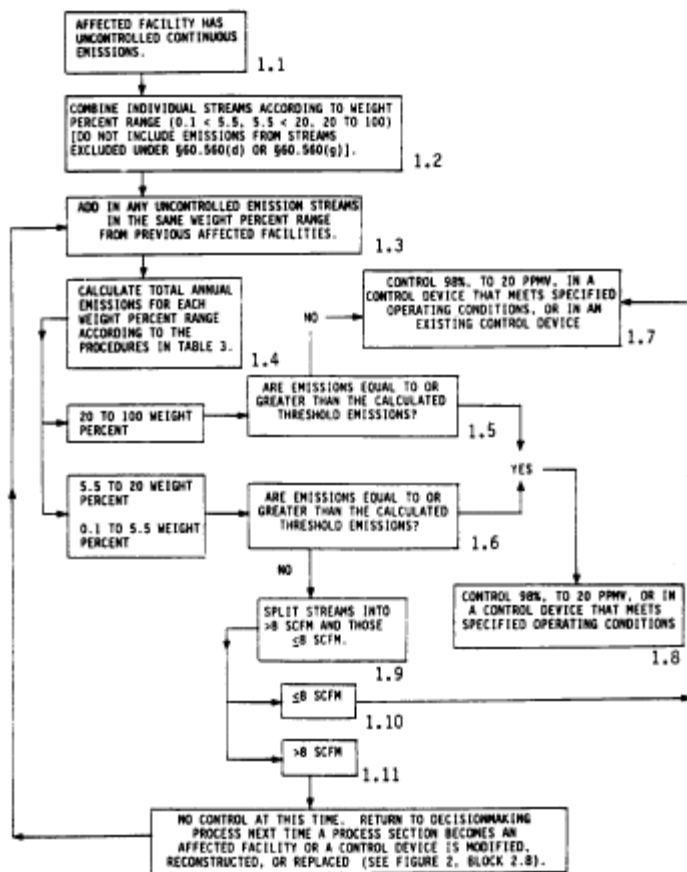 AFFECTED FACILITY HAS
UNCONTROLLED CONTINUOUS
EMISSIONS.
1.1
COMBINE INDIVIDUAL STREAMS ACCORDING TO WEIGHT
PERCENT RANGE (0.1 < 5.5, 5.5 < 20, 20 TO 100)
[DO NOT INCLUDE EMISSIONS FROM STREAMS
EXCLUDED UNDER §60.560(d) OR §60.560(g)].
1.2
ADD IN ANY UNCONTROLLED EMISSION STREAMS
IN THE SAME WEIGHT PERCENT RANGE
FROM PREVIOUS AFFECTED FACILITIES.
1.3
CALCULATE TOTAL ANNUAL
EMISSIONS FOR EACH
WEIGHT PERCENT RANGE
ACCORDING TO THE
PROCEDURES IN TABLE 3.
1.4
NO
CONTROL 98%, TO 20 PPMV, IN A
CONTROL DEVICE THAT MEETS SPECIFIED
OPERATING CONDITIONS, OR IN AN
EXISTING CONTROL DEVICE
1.7
20 TO 100 WEIGHT
PERCENT
ARE EMISSIONS EQUAL TO OR
GREATER THAN THE CALCULATED
THRESHOLD EMISSIONS?
1.5
YES
5.5 TO 20 WEIGHT
PERCENT
0.1 TO 5.5 WEIGHT
PERCENT
ARE EMISSIONS EQUAL TO OR
GREATER THAN THE CALCULATED
THRESHOLD EMISSIONS?
1.6
NO
CONTROL 98%, TO 20 PPMV, OR IN
A CONTROL DEVICE THAT MEETS
SPECIFIED OPERATING CONDITIONS
1.8
SPLIT STREAMS INTO
>8 SCFM AND THOSE
≤8 SCFM.
1.9
≤8 SCFM
1.10
>8 SCFM
1.11
NO CONTROL AT THIS TIME. RETURN TO DECISIONMAKING
PROCESS NEXT TIME A PROCESS SECTION BECOMES AN
AFFECTED FACILITY OR A CONTROL DEVICE IS MODIFIED,
RECONSTRUCTED, OR REPLACED (SEE FIGURE 2, BLOCK 2.8).